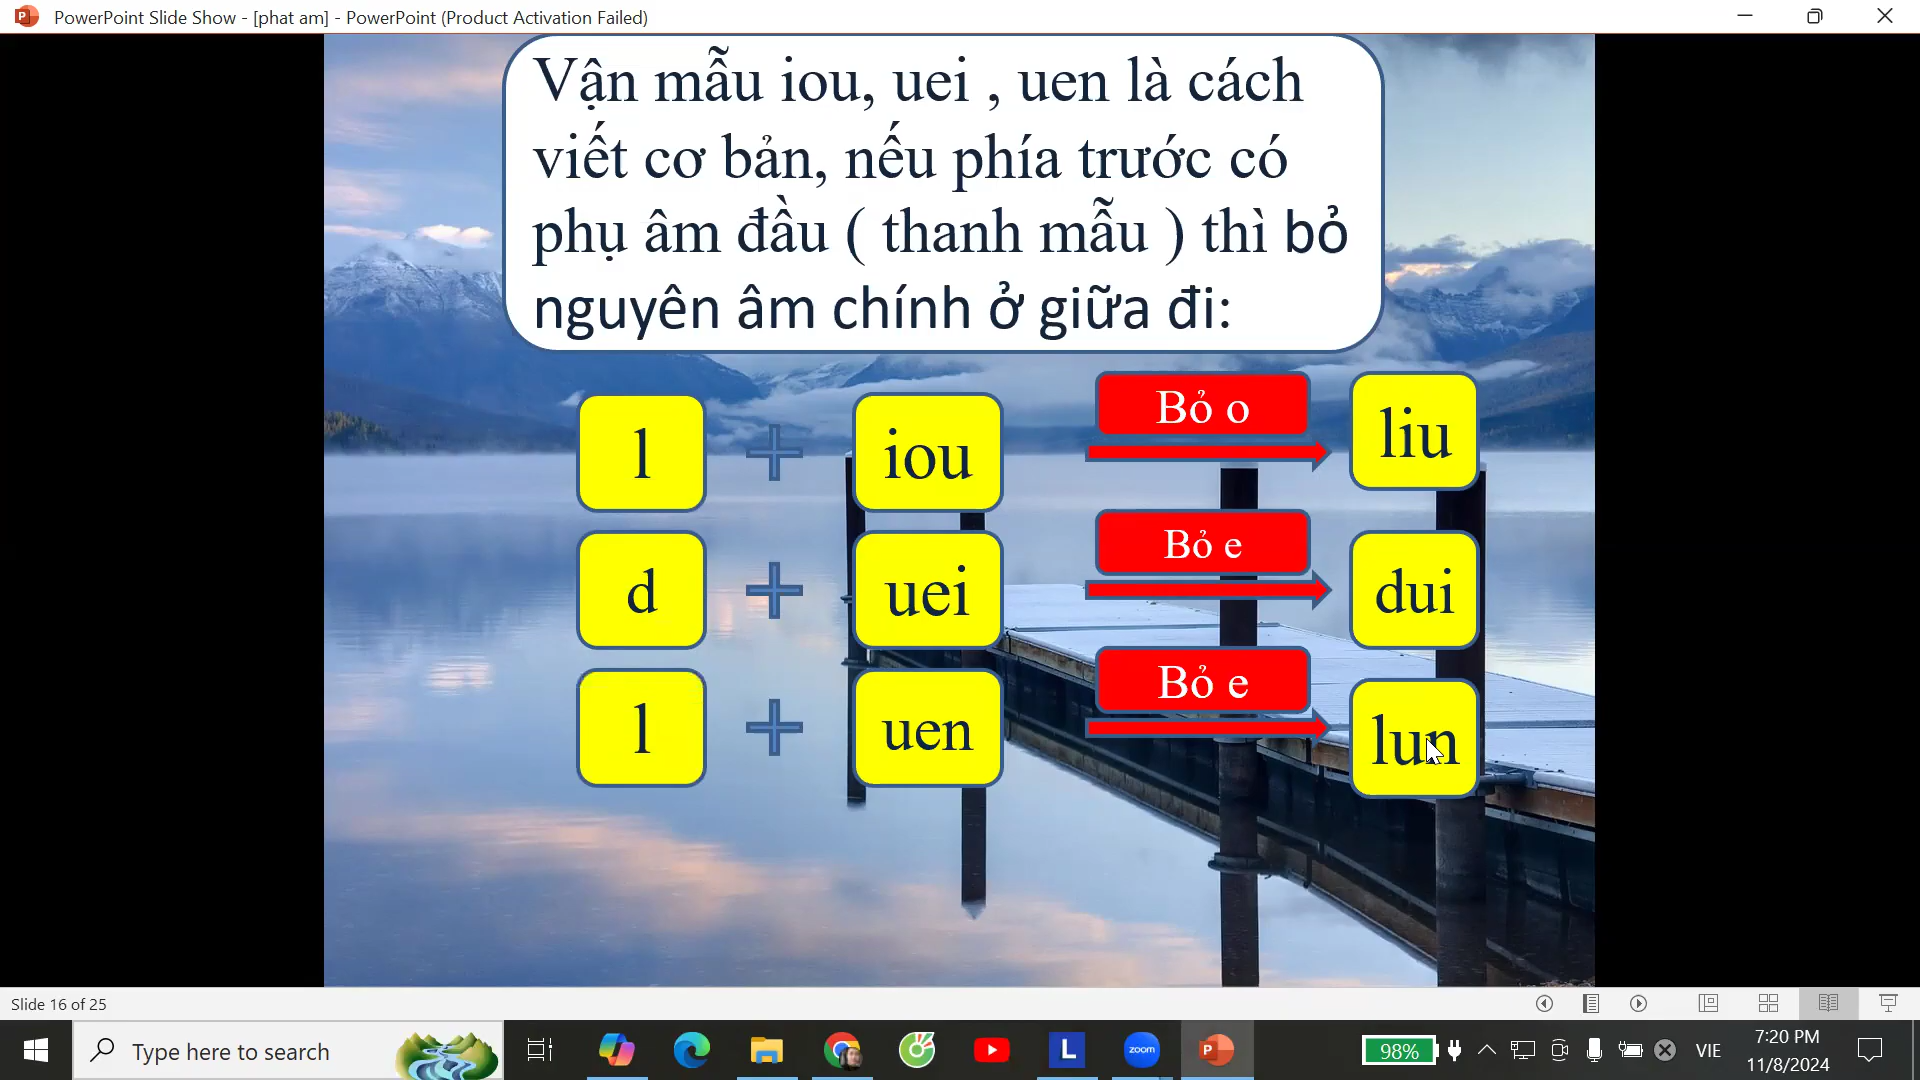 PowerPoint Slide Show - [phat am] - PowerPoint (Product Activation Failed)
Vận mẫu iou, uei , uen là cách
viết cơ bản, nếu phía trước có
phụ âm đầu ( thanh mẫu ) thì bỏ
nguyên âm chính ở giữa đi:
l + iou Bỏ o liu
d + uei Bỏ e dui
l + uen Bỏ e lun
Slide 16 of 25
Type here to search
L
zoom
98%
VIE
7:20 PM
11/8/2024